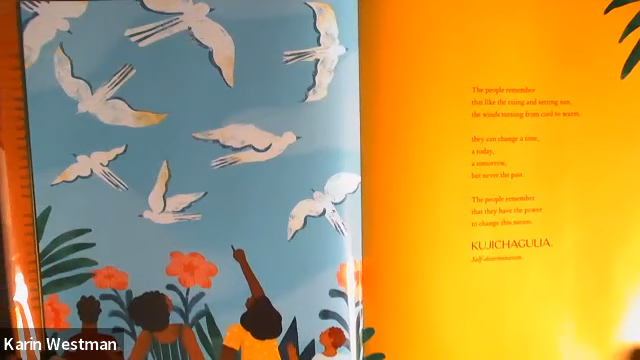 The people remember
that like the rising and setting sun,
the winds turning from cool to warm,
they can change a time,
a today,
a tomorrow,
but never the past.
The people remember
that they have the power
to change this nation.
KUJICHAGULIA.
Self-determination.
Karin Westman